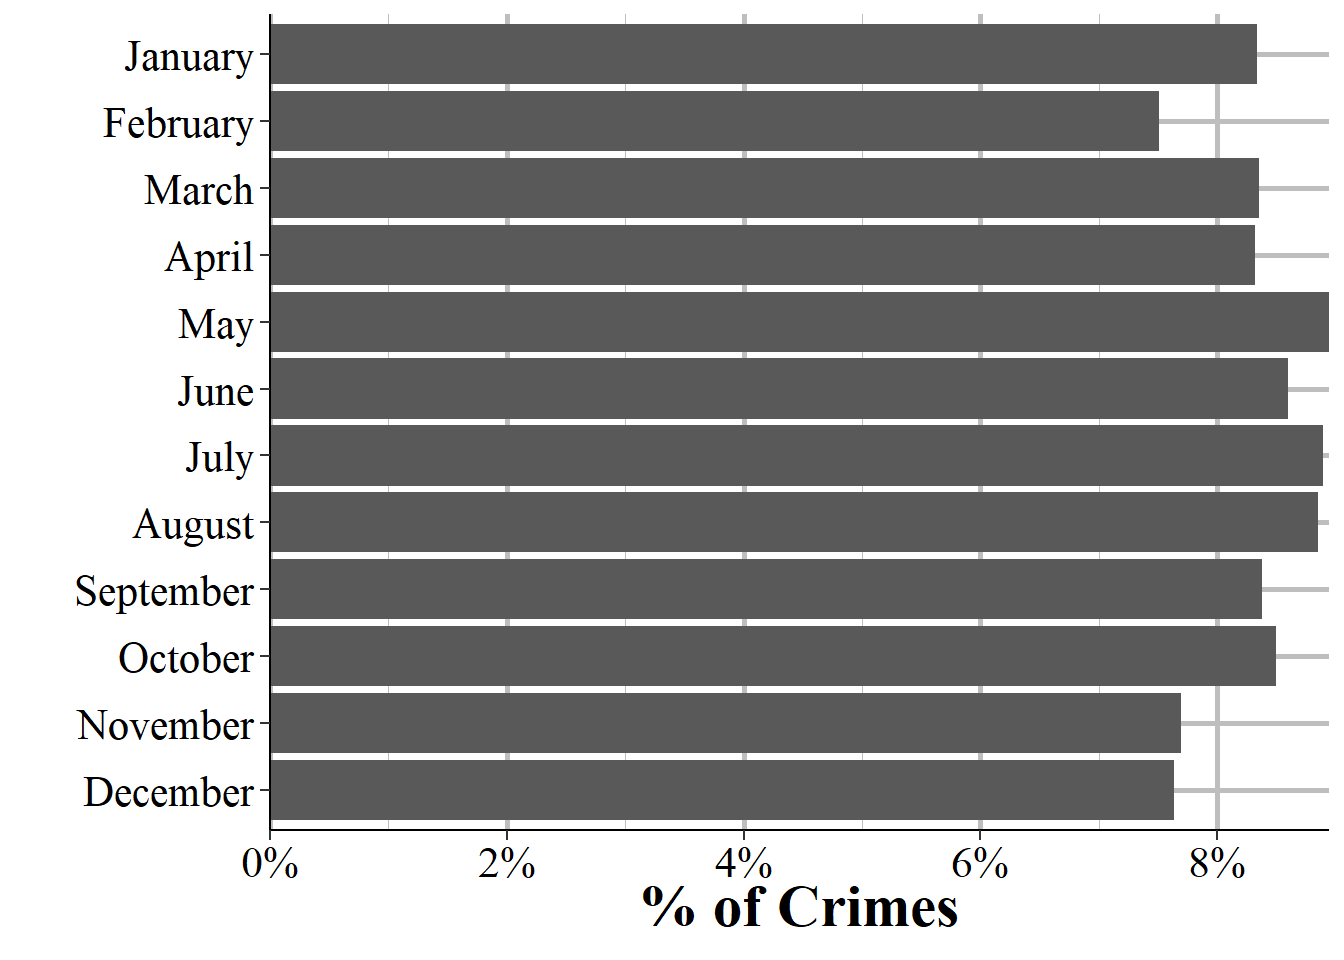 January
February
March
April
May
June
July
August
September
October
November
December
0% 2% 4% 6% 8%
% of Crimes